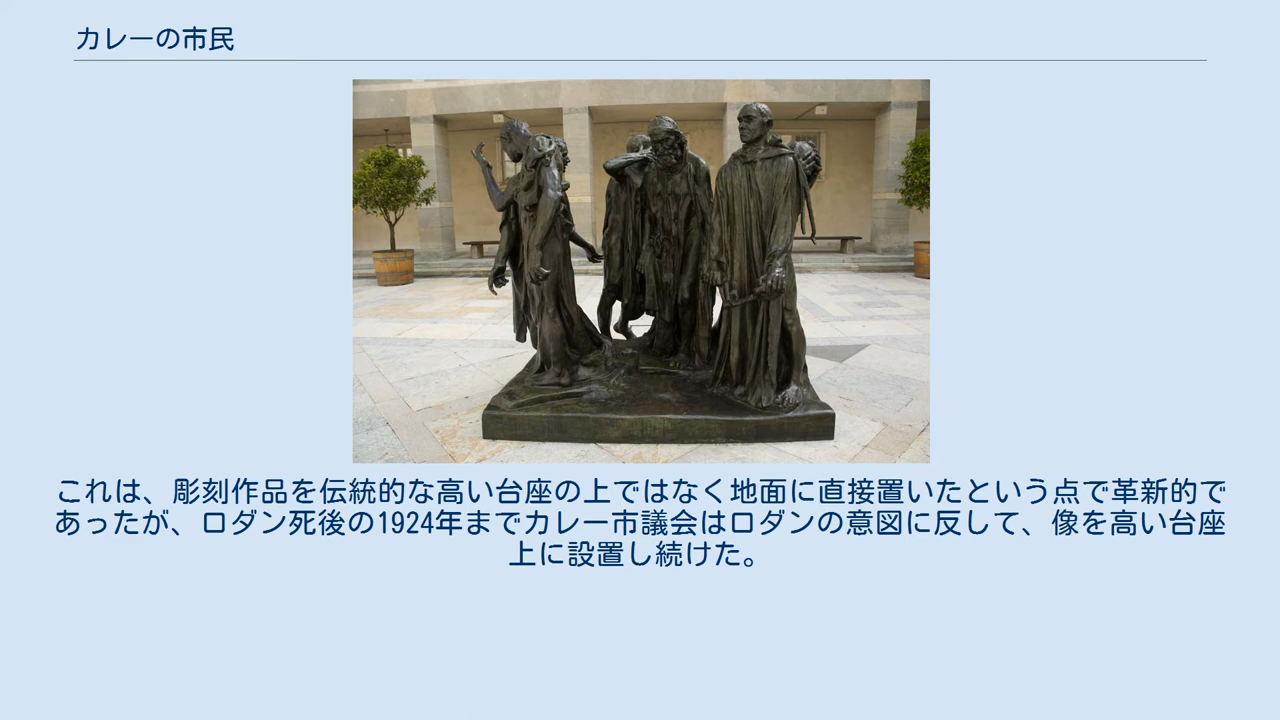 カレーの市民
これは、彫刻作品を伝統的な高い台座の上ではなく地面に直接置いたという点で革新的で
あったが、ロダン死後の1924年までカレー市議会はロダンの意図に反して、像を高い台座
上に設置し続けた。